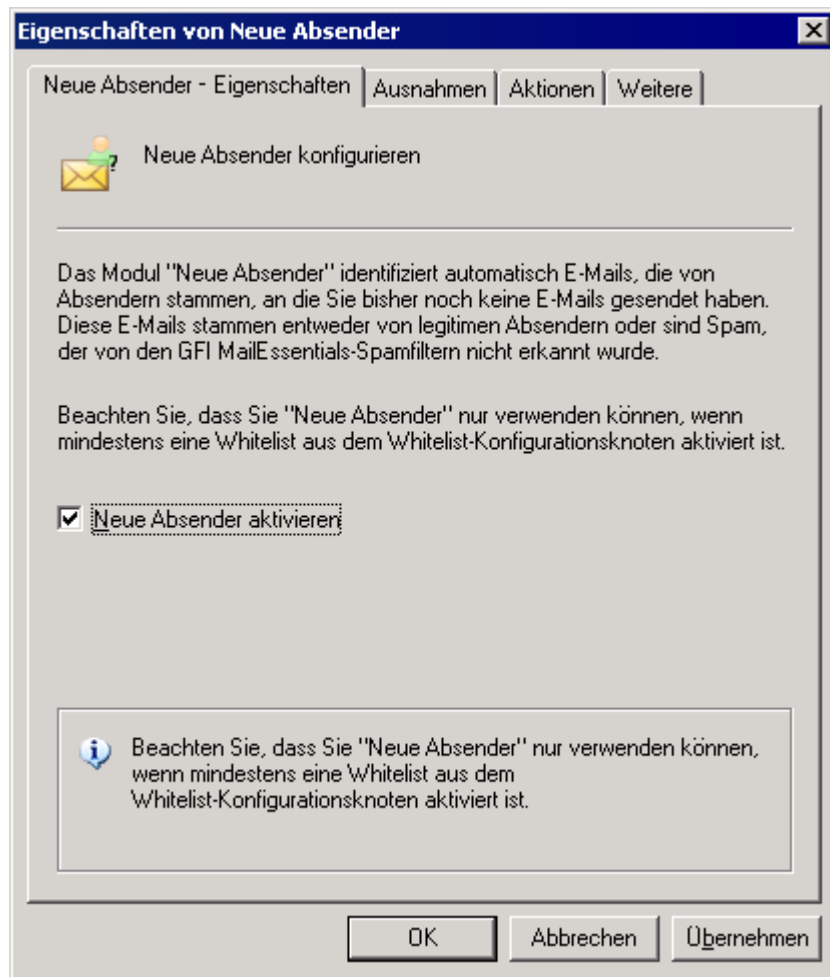 Eigenschaften von Neue Absender
Neue Absender - Eigenschaften
Ausnahmen
Aktionen
Weitere
Neue Absender konfigurieren
Das Modul "Neue Absender" identifiziert automatisch E-Mails, die von
Absendern stammen, an die Sie bisher noch keine E-Mails gesendet haben.
Diese E-Mails stammen entweder von legitimen Absendern oder sind Spam,
der von den GFI MailEssentials-Spamfiltern nicht erkannt wurde.
Beachten Sie, dass Sie "Neue Absender" nur verwenden können, wenn
mindestens eine Whitelist aus dem Whitelist-Konfigurationsknoten aktiviert ist.
Neue Absender aktivieren
Beachten Sie, dass Sie "Neue Absender" nur verwenden können,
wenn mindestens eine Whitelist aus dem
Whitelist-Konfigurationsknoten aktiviert ist.
OK
Abbrechen
Übernehmen